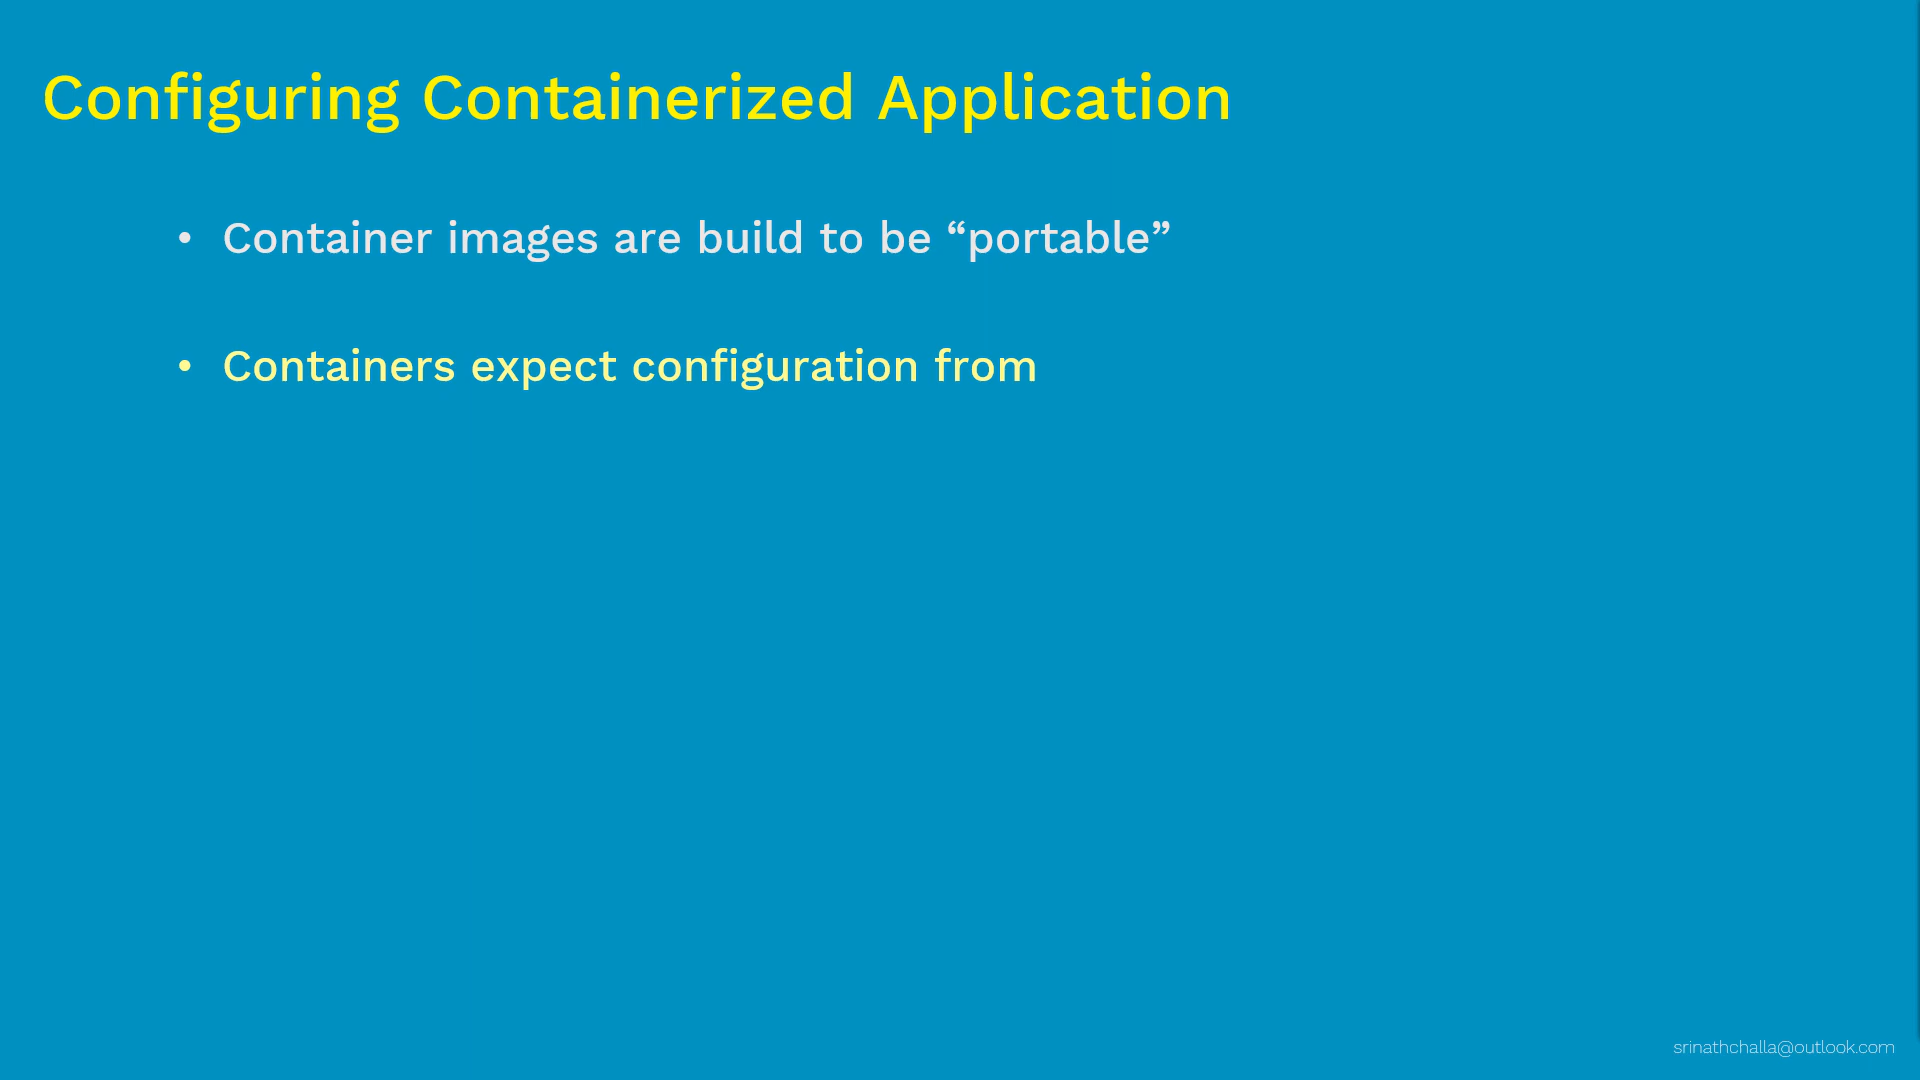 Configuring Containerized Application
• Container images are build to be “portable”
• Containers expect configuration from
srinathchalla@outlook.com